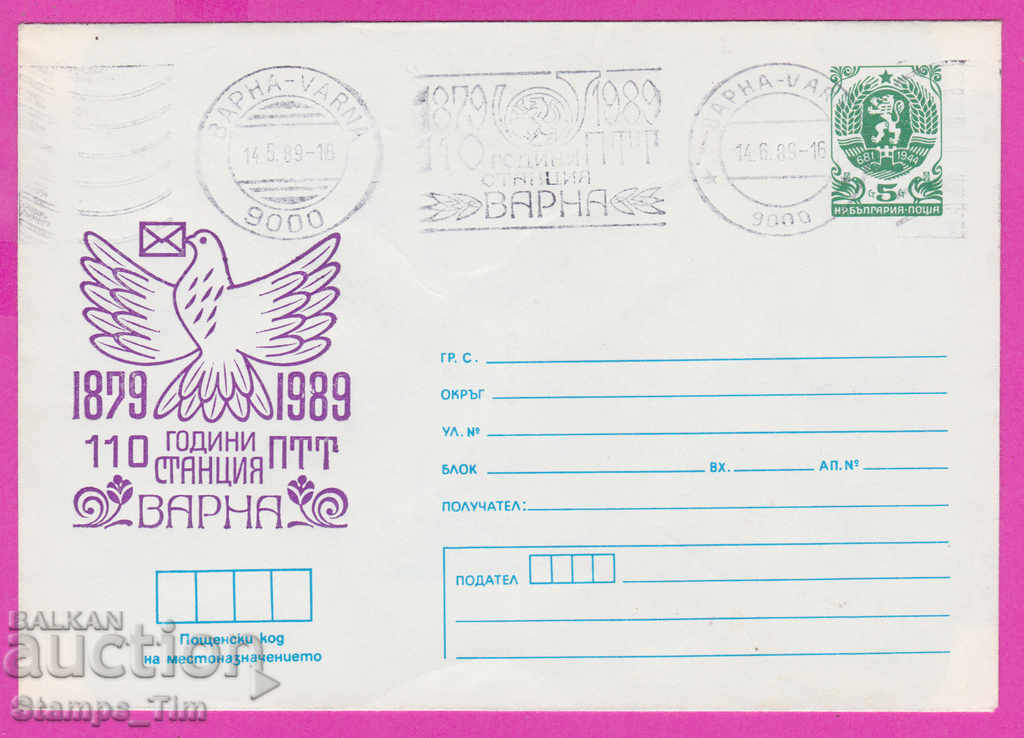 ВАРНА-VARNA
14.6.89-16
9000
1879 1989
110 ГОДИНИ ПТТ
СТАНЦИЯ
ВАРНА
ВАРНА-VAR
14.6.89-16
9000
681 1944
5
НР БЪЛГАРИЯ·ПОЩА
1879 1989
110 ГОДИНИ СТАНЦИЯ ПТТ
ВАРНА
ГР. С.
ОКРЪГ
УЛ. №
БЛОК ВХ. АП. №
ПОЛУЧАТЕЛ:
ПОДАТЕЛ
Пощенски код
на местоназначението
BALKAN
auction
Stamps_Tim